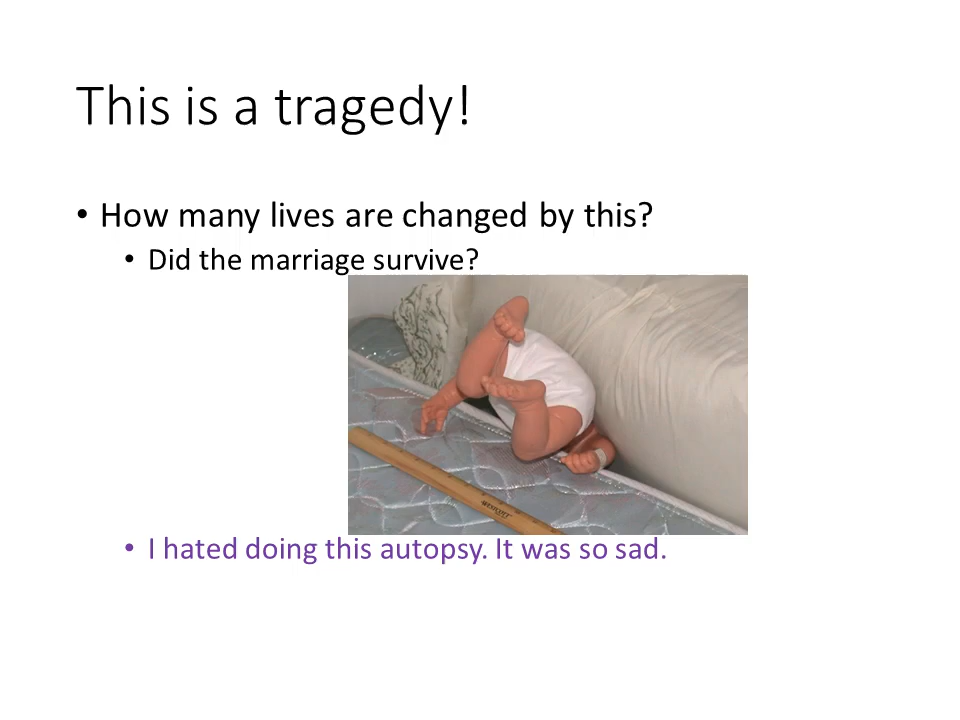 This is a tragedy!
• How many lives are changed by this?
• Did the marriage survive?
WESTCOTT
• I hated doing this autopsy. It was so sad.